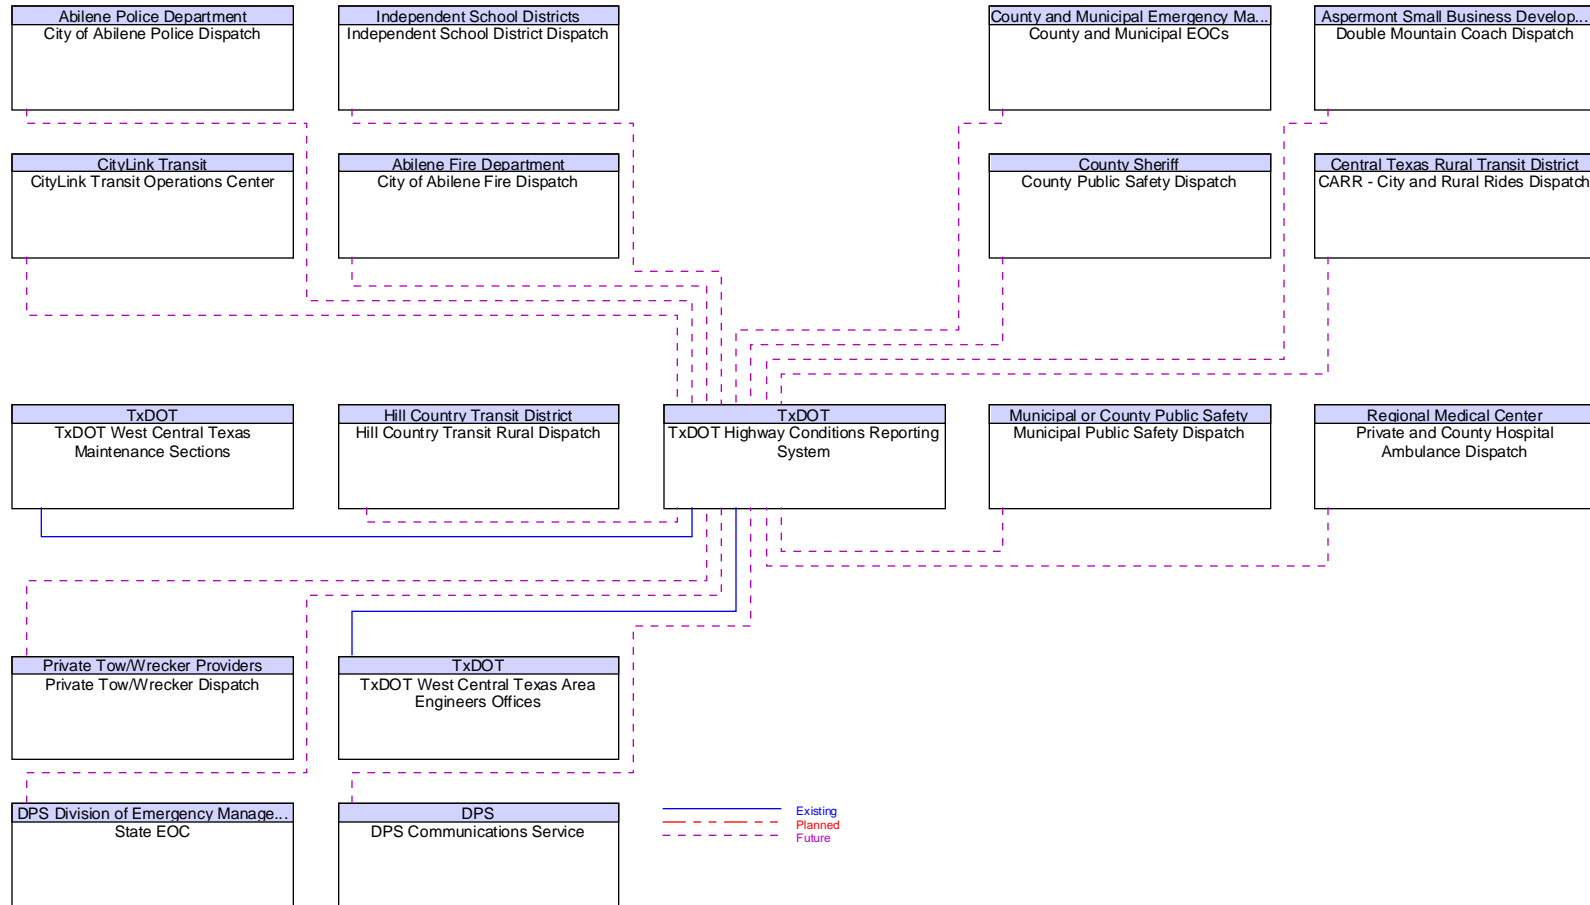 Abilene Police Department
City of Abilene Police Dispatch
Independent School Districts
Independent School District Dispatch
County and Municipal Emergency Ma...
County and Municipal EOCs
Aspermont Small Business Develop...
Double Mountain Coach Dispatch
CityLink Transit
CityLink Transit Operations Center
Abilene Fire Department
City of Abilene Fire Dispatch
County Sheriff
County Public Safety Dispatch
Central Texas Rural Transit District
CARR - City and Rural Rides Dispatch
TxDOT
TxDOT West Central Texas
Maintenance Sections
Hill Country Transit District
Hill Country Transit Rural Dispatch
TxDOT
TxDOT Highway Conditions Reporting
System
Municipal or County Public Safety
Municipal Public Safety Dispatch
Regional Medical Center
Private and County Hospital
Ambulance Dispatch
Private Tow/Wrecker Providers
Private Tow/Wrecker Dispatch
TxDOT
TxDOT West Central Texas Area
Engineers Offices
DPS Division of Emergency Manage...
State EOC
DPS
DPS Communications Service
Existing
Planned
Future